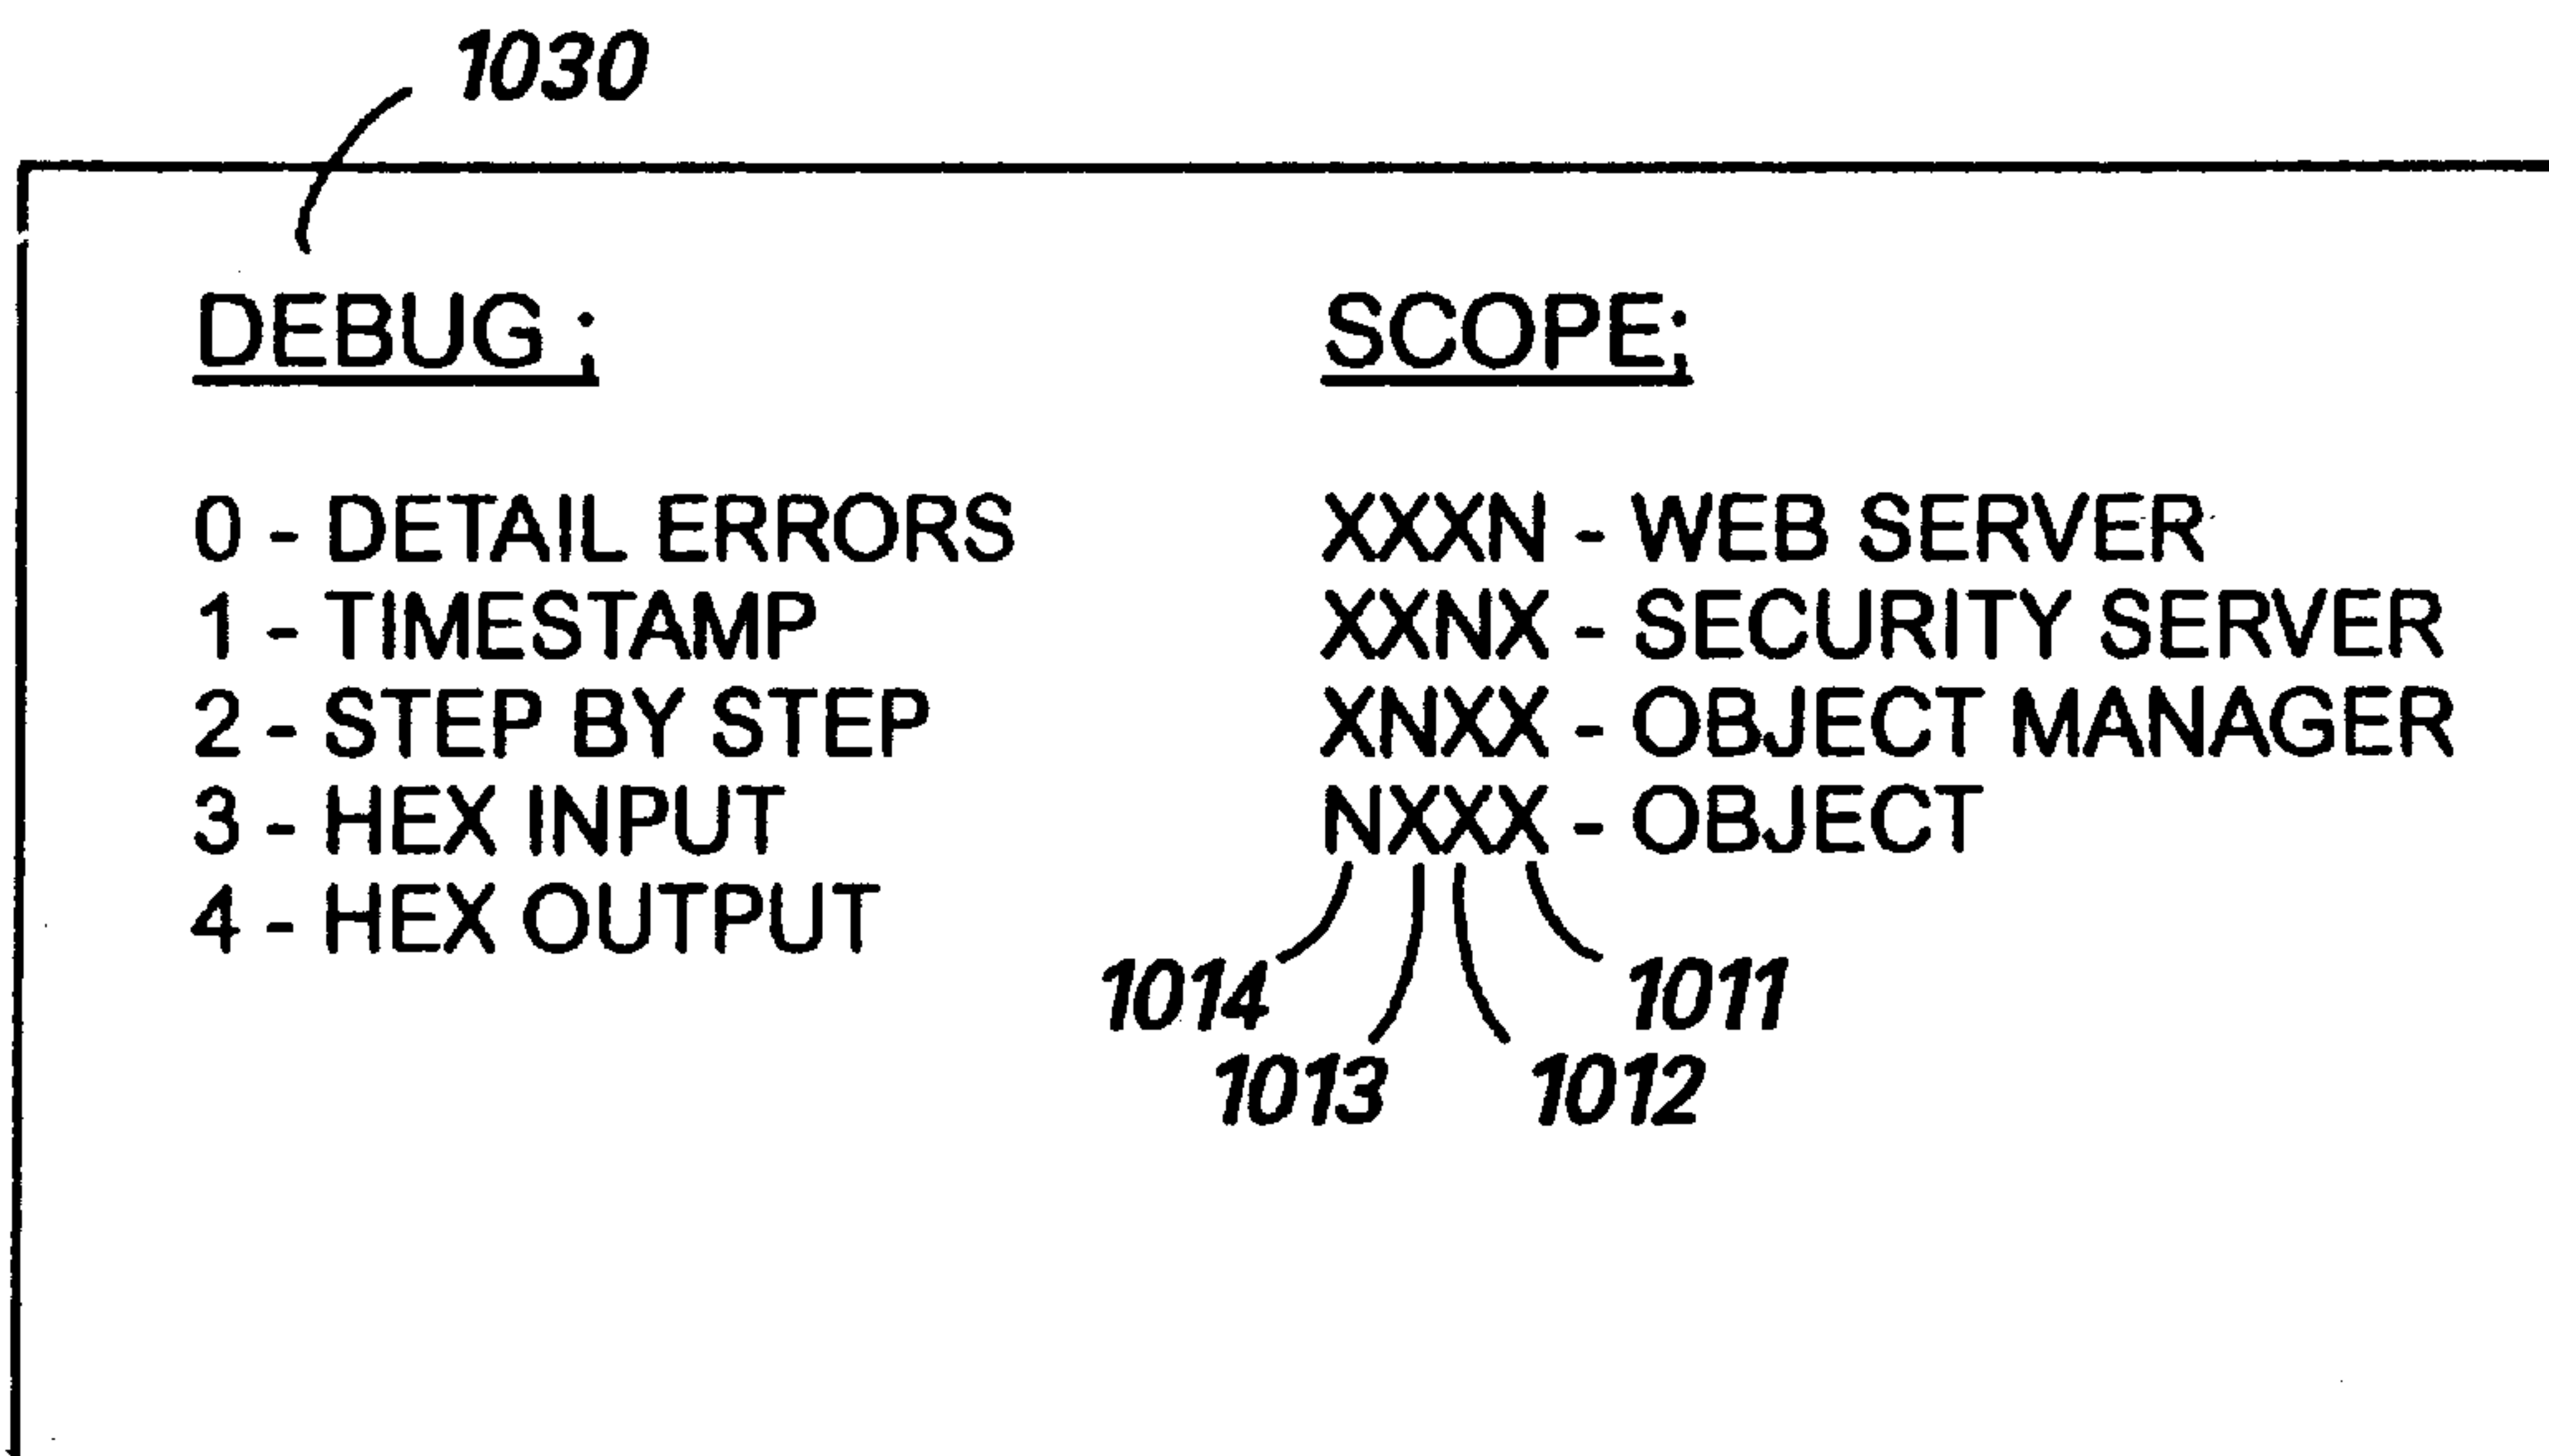 1030
DEBUG ;
0 - DETAIL ERRORS
1 - TIMESTAMP
2 - STEP BY STEP
3 - HEX INPUT
4 - HEX OUTPUT
SCOPE;
XXXN - WEB SERVER
XXNX - SECURITY SERVER
XNXX - OBJECT MANAGER
NXXX - OBJECT
1014
1011
1013
1012